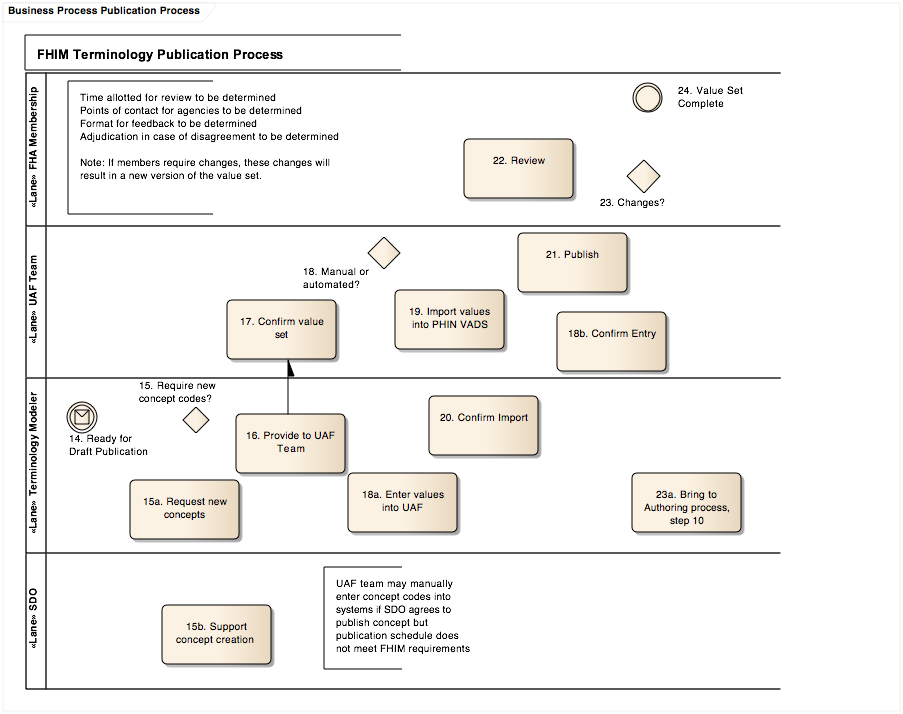 Business Process Publication Process
FHIM Terminology Publication Process
«Lane» FHA Membership
Time allotted for review to be determined
Points of contact for agencies to be determined
Format for feedback to be determined
Adjudication in case of disagreement to be determined
Note: If members require changes, these changes will
result in a new version of the value set.
24. Value Set
Complete
22. Review
23. Changes?
«Lane» UAF Team
18. Manual or
automated?
21. Publish
17. Confirm value
set
19. Import values
into PHIN VADS
18b. Confirm Entry
«Lane» Terminology Modeler
15. Require new
concept codes?
14. Ready for
Draft Publication
16. Provide to UAF
Team
20. Confirm Import
15a. Request new
concepts
18a. Enter values
into UAF
23a. Bring to
Authoring process,
step 10
«Lane» SDO
15b. Support
concept creation
UAF team may manually
enter concept codes into
systems if SDO agrees to
publish concept but
publication schedule does
not meet FHIM requirements